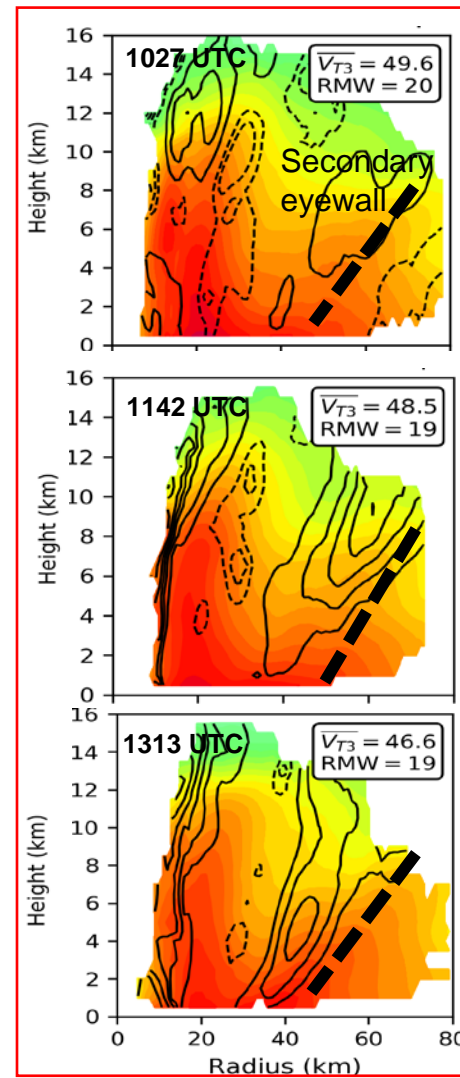 16
14
12
10
8
6
4
2
0
Height (km)
1027 UTC
V_T3 = 49.6
RMW = 20
Secondary
eyewall
16
14
12
10
8
6
4
2
0
Height (km)
1142 UTC
V_T3 = 48.5
RMW = 19
16
14
12
10
8
6
4
2
0
Height (km)
1313 UTC
V_T3 = 46.6
RMW = 19
0 20 40 60 80
Radius (km)